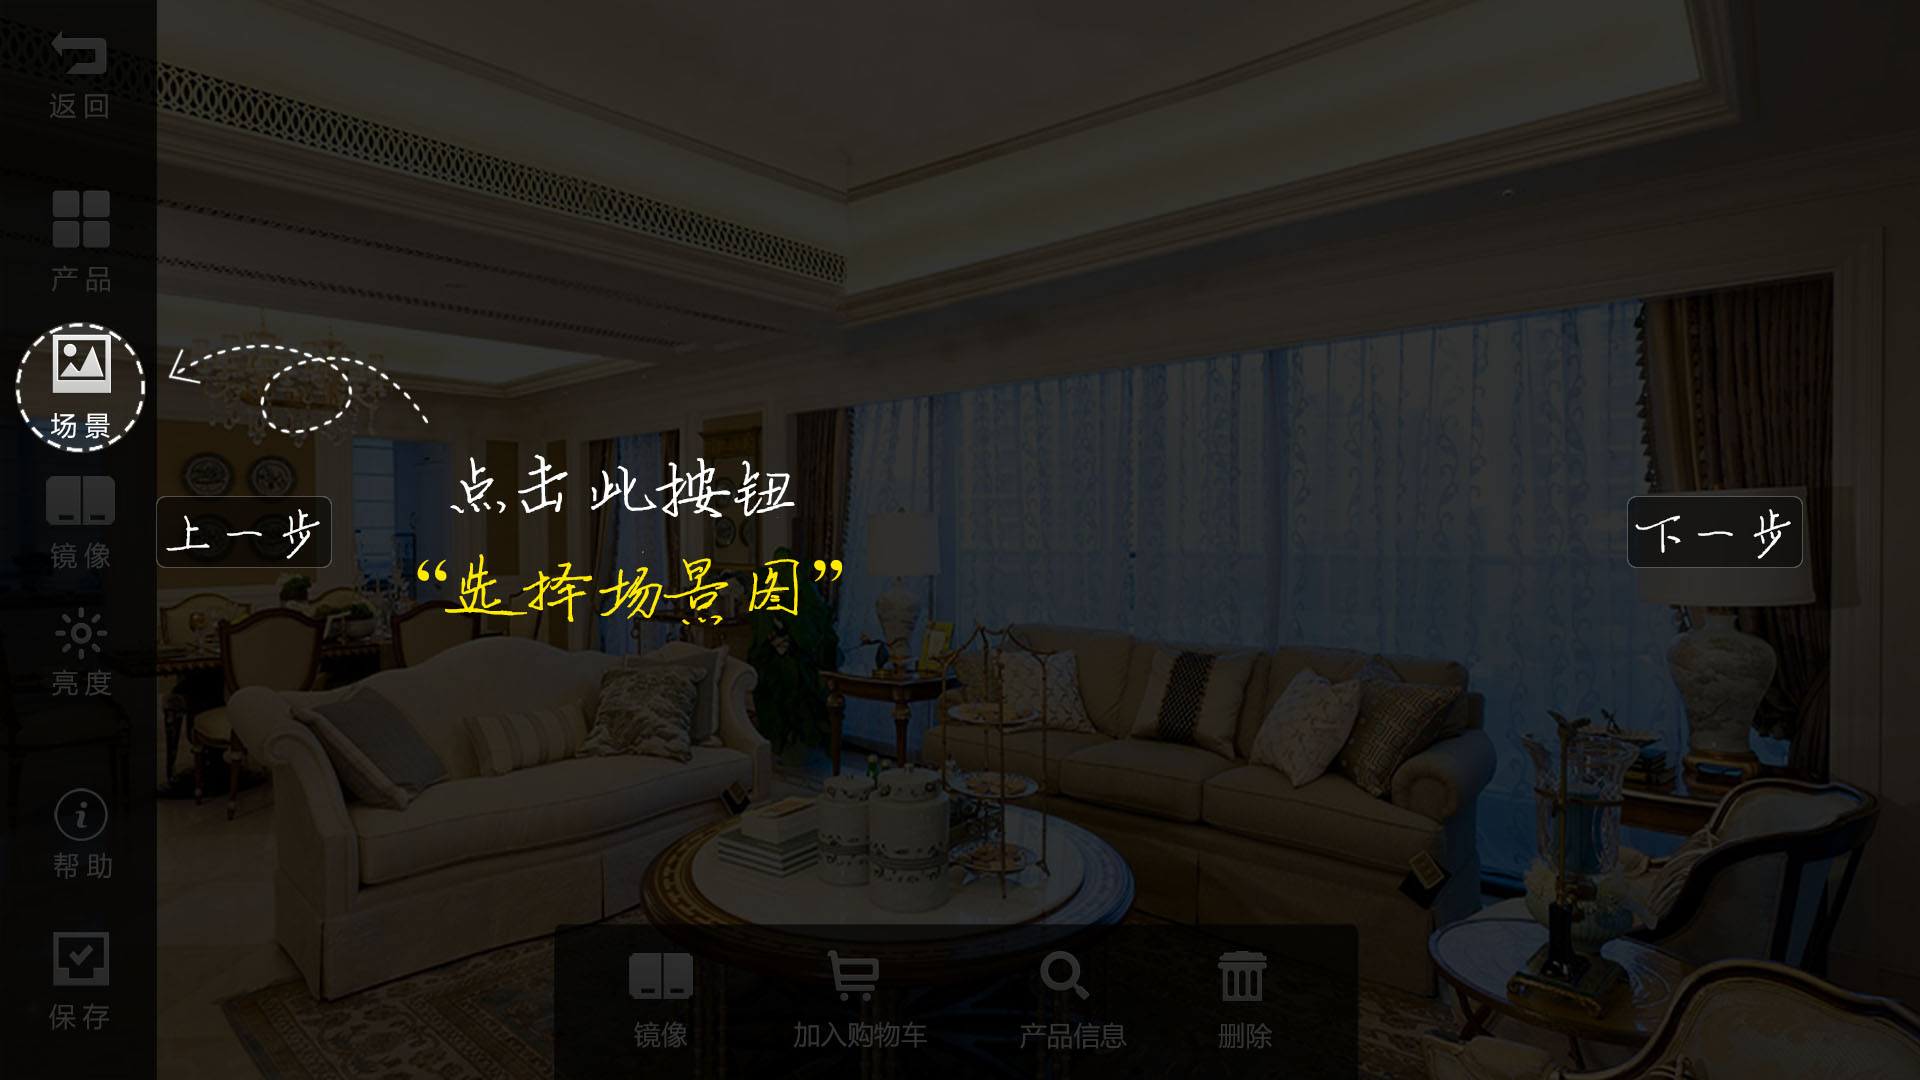 返回
产品
场景
镜像
亮度
帮助
保存
上一步
点击此按钮
“选择场景图”
下一步
镜像
加入购物车
产品信息
删除